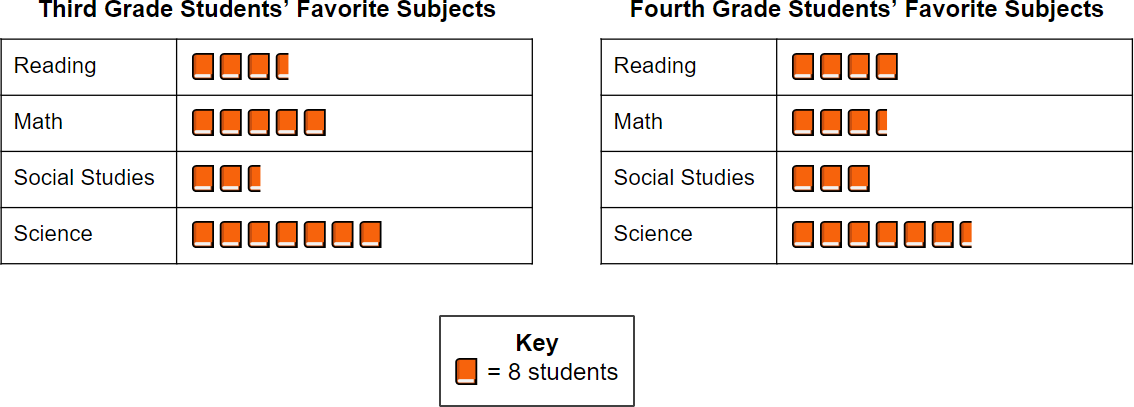 Third Grade Students’ Favorite Subjects
Reading
Math
Social Studies
Science
Fourth Grade Students’ Favorite Subjects
Reading
Math
Social Studies
Science
Key
= 8 students